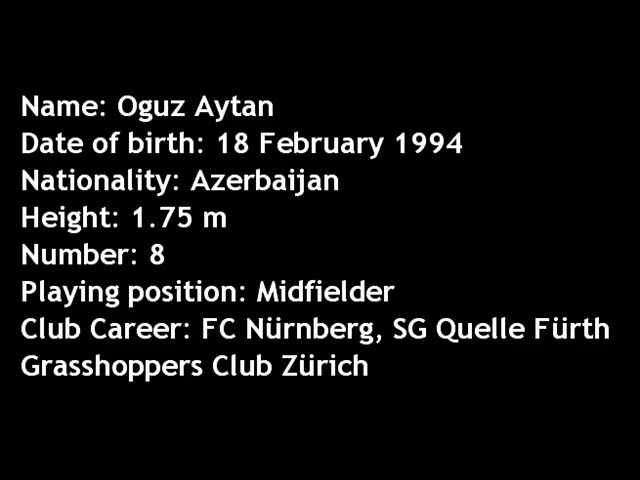 Name: Oguz Aytan
Date of birth: 18 February 1994
Nationality: Azerbaijan
Height: 1.75 m
Number: 8
Playing position: Midfielder
Club Career: FC Nürnberg, SG Quelle Fürth
Grasshoppers Club Zürich